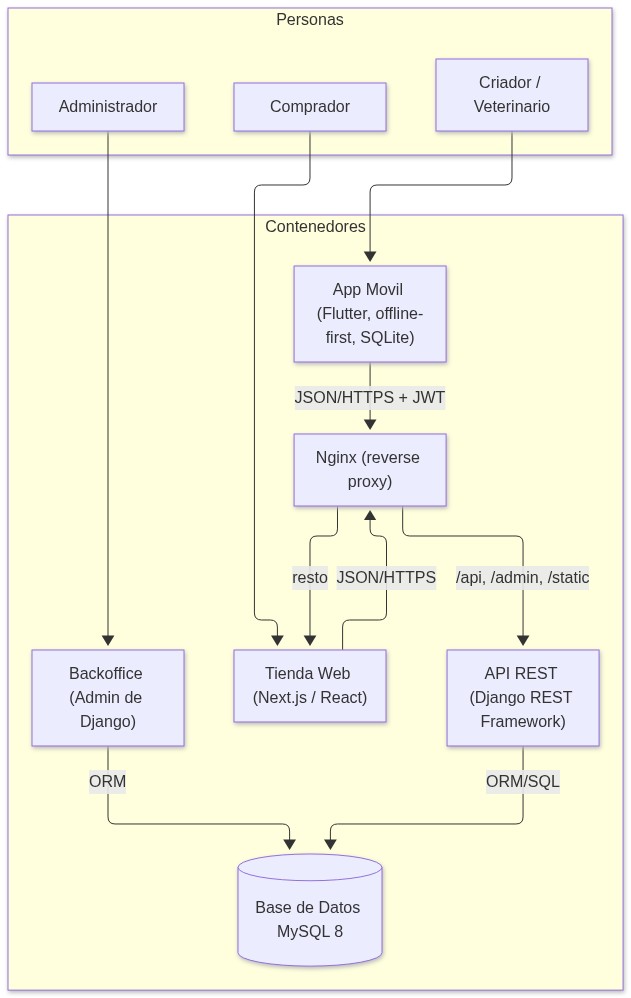 Personas
Administrador
Comprador
Criador /
Veterinario
Contenedores
App Movil
(Flutter, offline-
first, SQLite)
JSON/HTTPS + JWT
Nginx (reverse
proxy)
resto
JSON/HTTPS
/api, /admin, /static
Backoffice
(Admin de
Django)
Tienda Web
(Next.js / React)
API REST
(Django REST
Framework)
ORM
ORM/SQL
Base de Datos
MySQL 8